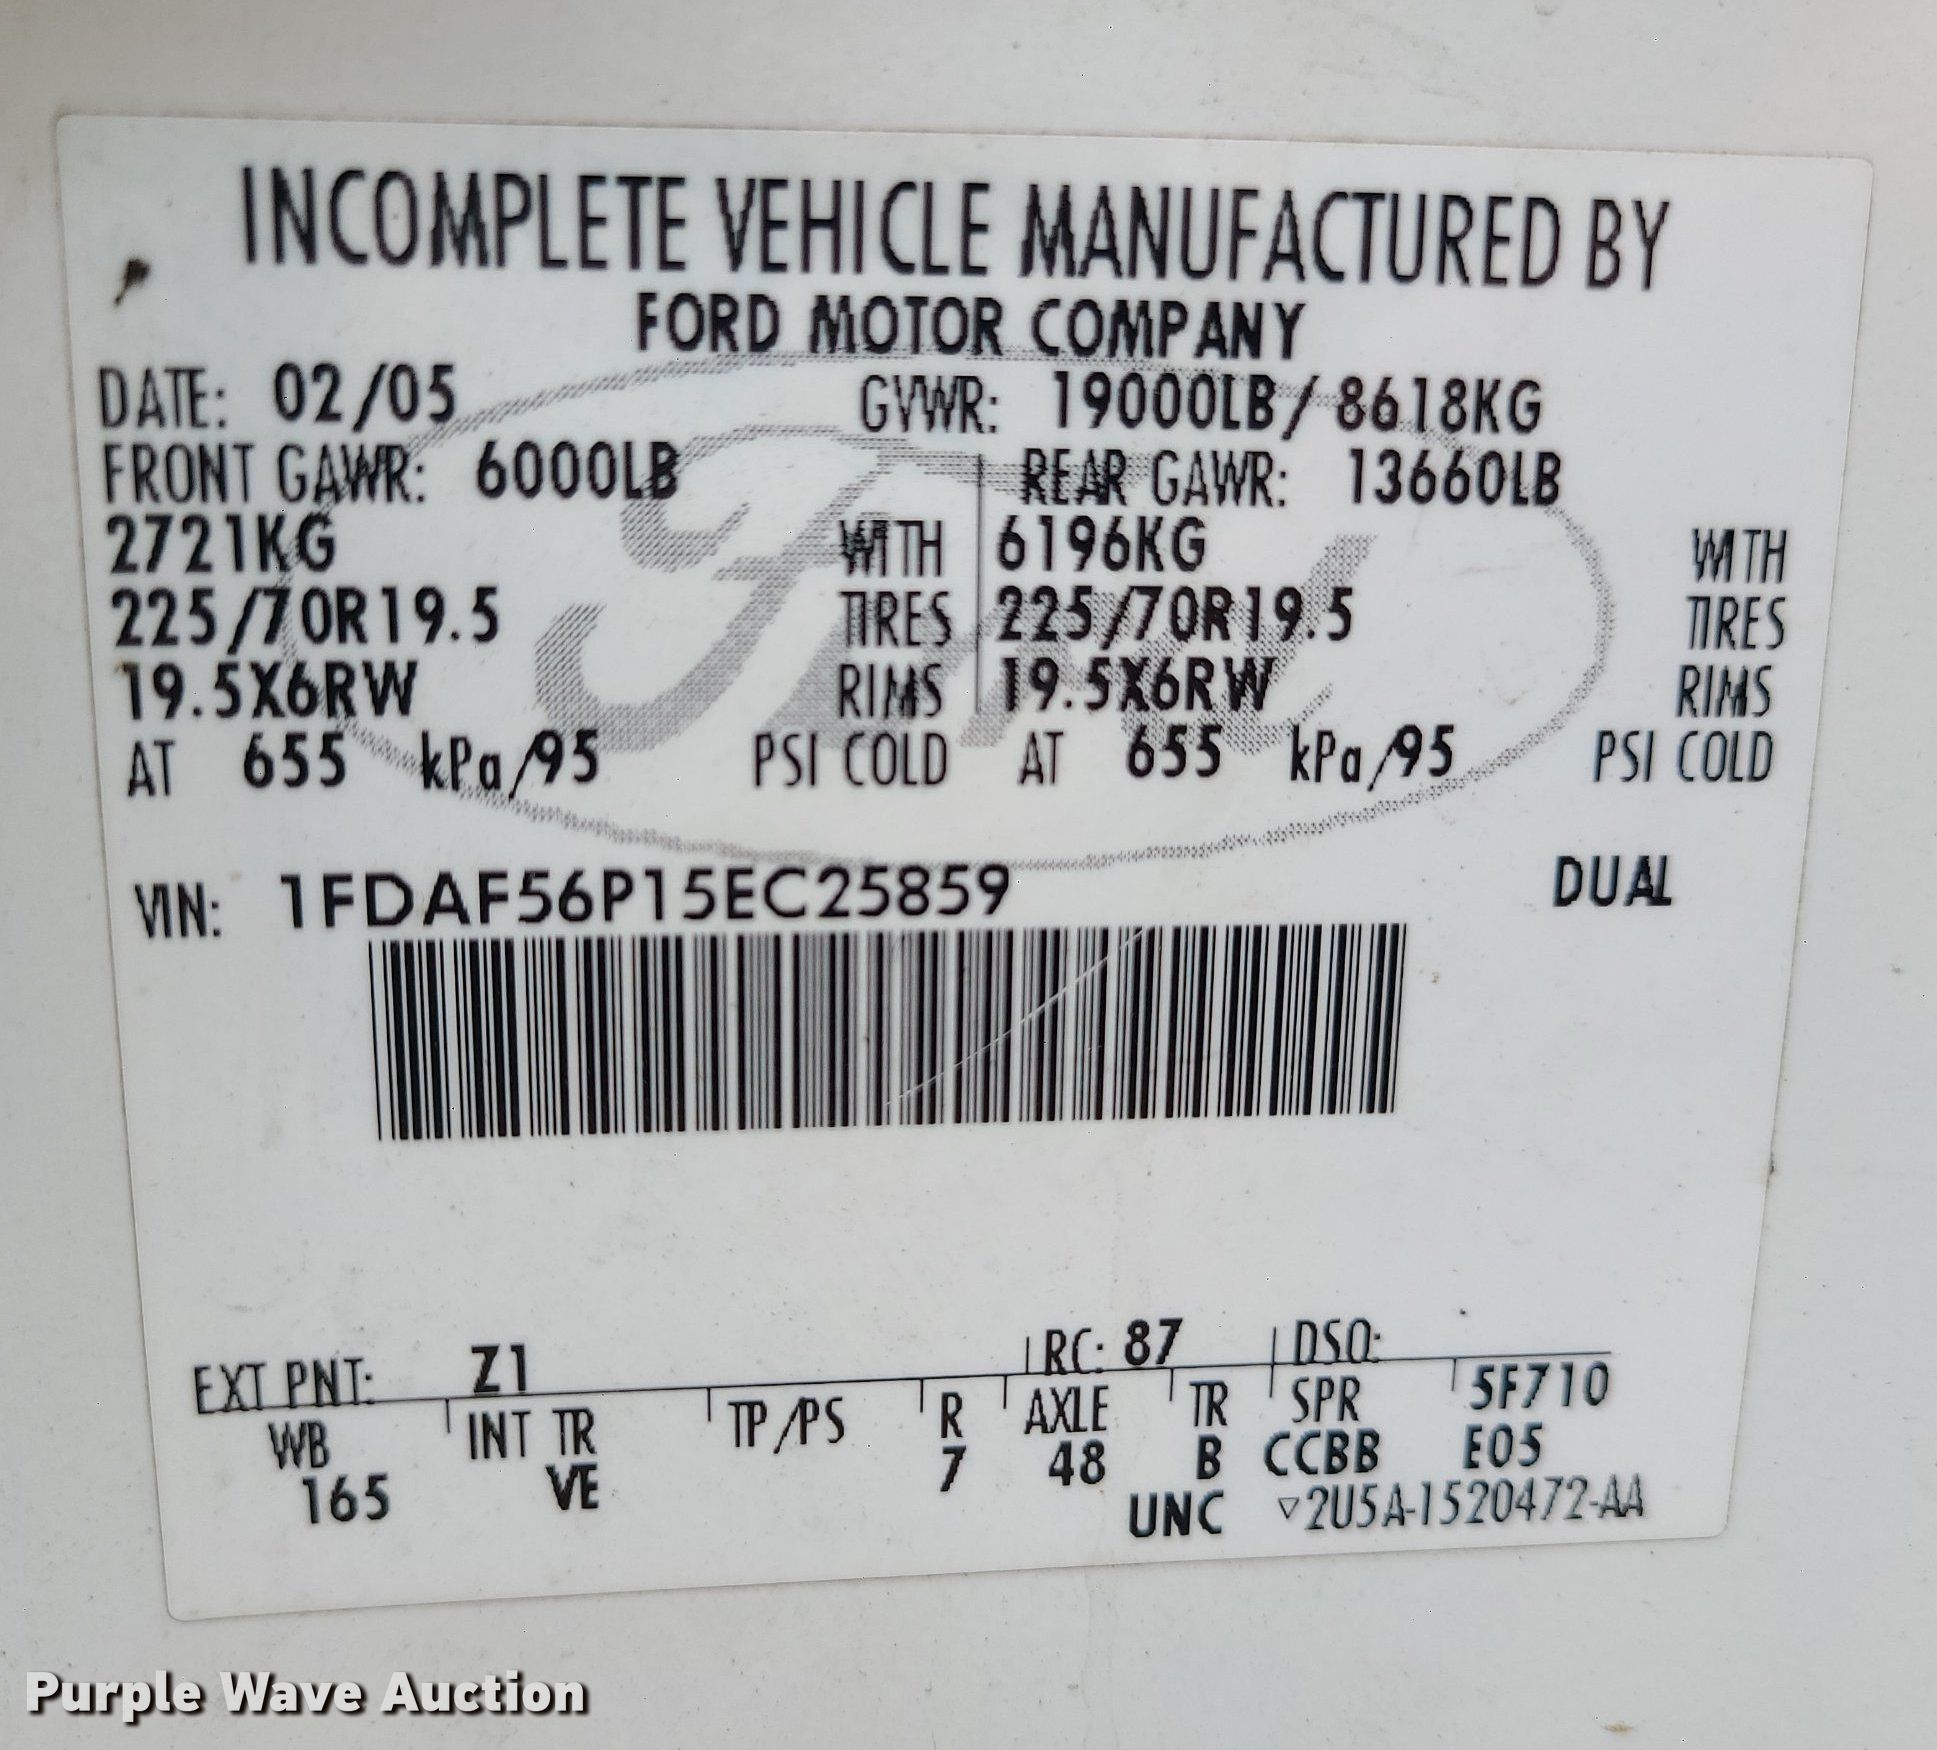 INCOMPLETE VEHICLE MANUFACTURED BY
FORD MOTOR COMPANY
DATE: 02/05 GVWR: 19000LB/ 8618KG
FRONT GAWR: 6000LB REAR GAWR: 13660LB
2721KG WITH 6196KG WITH
225/70R19.5 TIRES 225/70R19.5 TIRES
19.5X6RW RIMS 19.5X6RW RIMS
AT 655 kPa/95 PSI COLD AT 655 kPa/95 PSI COLD
VIN: 1FDAF56P15EC25859 DUAL
EXT PNT: Z1 RC: 87 DSO:
WB INT TR TP/PS R AXLE TR SPR 5F710
165 VE 7 48 B CCBB E05
UNC ▽2U5A-1520472-AA
Purple Wave Auction